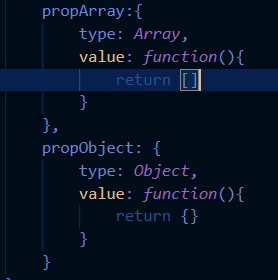 propArray:{
type: Array,
value: function(){
return []
}
},
propObject: {
type: Object,
value: function(){
return {}
}
}